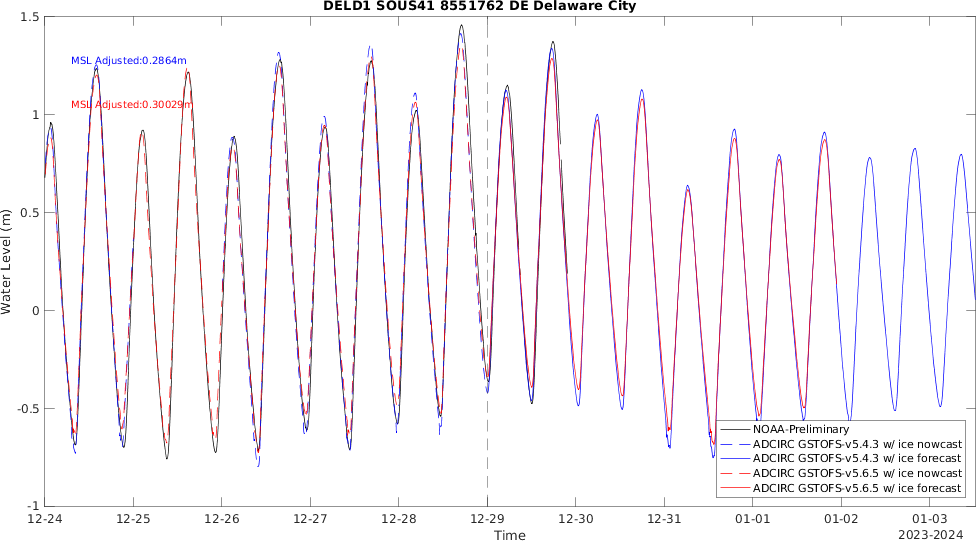 DELD1 SOUS41 8551762 DE Delaware City
1.5
1
0.5
0
-0.5
-1
Water Level (m)
MSL Adjusted:0.2864m
MSL Adjusted:0.30029m
NOAA-Preliminary
ADCIRC GSTOFS-v5.4.3 w/ ice nowcast
ADCIRC GSTOFS-v5.4.3 w/ ice forecast
ADCIRC GSTOFS-v5.6.5 w/ ice nowcast
ADCIRC GSTOFS-v5.6.5 w/ ice forecast
12-24 12-25 12-26 12-27 12-28 12-29 12-30 12-31 01-01 01-02 01-03
Time
2023-2024